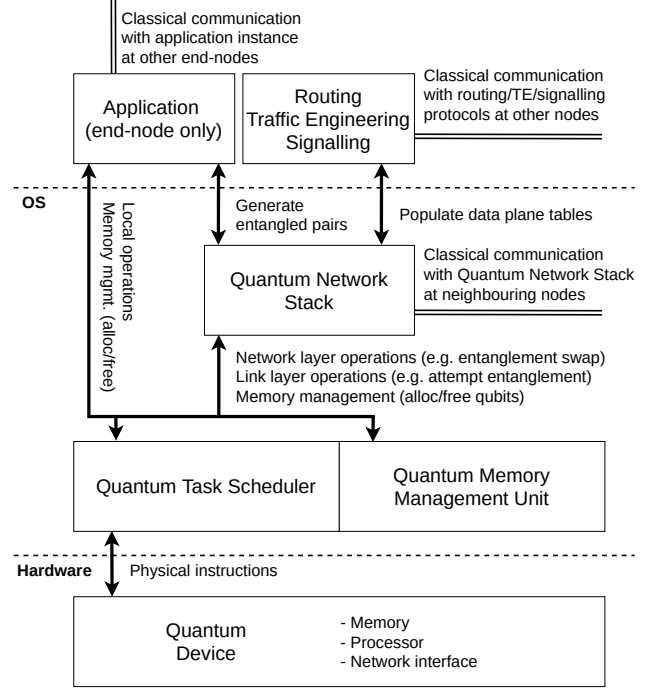 Classical communication
with application instance
at other end-nodes
Application
(end-node only)
Routing
Traffic Engineering
Signalling
Classical communication
with routing/TE/signalling
protocols at other nodes
OS
Local operations
Memory mgmt. (alloc/free)
Generate
entangled pairs
Populate data plane tables
Quantum Network
Stack
Classical communication
with Quantum Network Stack
at neighbouring nodes
Network layer operations (e.g. entanglement swap)
Link layer operations (e.g. attempt entanglement)
Memory management (alloc/free qubits)
Quantum Task Scheduler
Quantum Memory
Management Unit
Hardware
Physical instructions
Quantum
Device
- Memory
- Processor
- Network interface